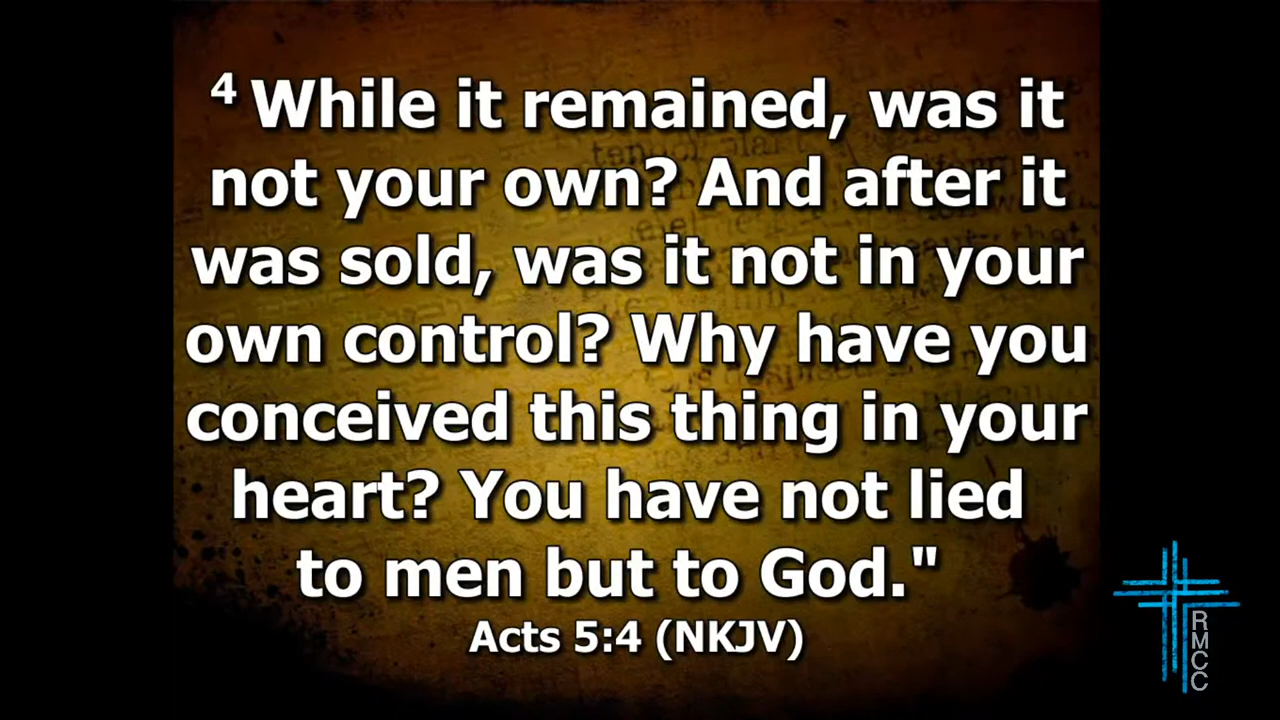 4 While it remained, was it
not your own? And after it
was sold, was it not in your
own control? Why have you
conceived this thing in your
heart? You have not lied
to men but to God."
Acts 5:4 (NKJV)
RMCC